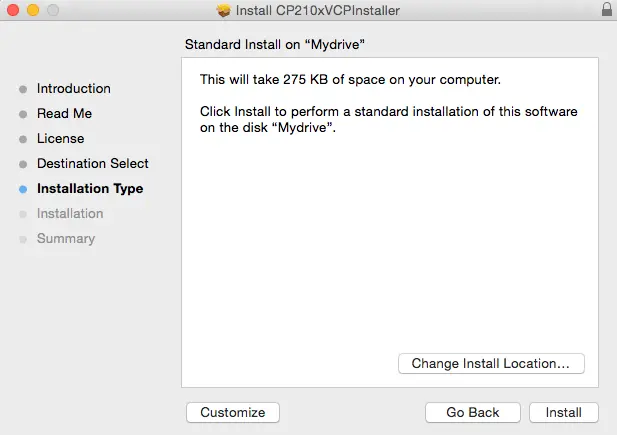 Install CP210xVCPInstaller
Standard Install on “Mydrive”
Introduction
Read Me
License
Destination Select
Installation Type
Installation
Summary
This will take 275 KB of space on your computer.
Click Install to perform a standard installation of this software
on the disk “Mydrive”.
Change Install Location...
Customize
Go Back
Install